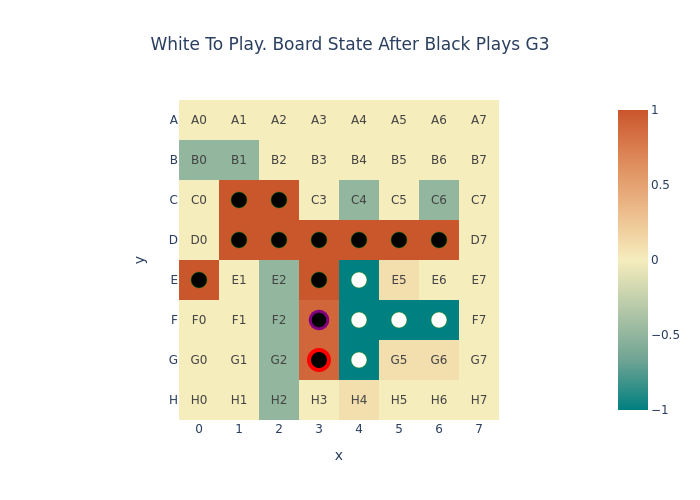 White To Play. Board State After Black Plays G3
A A0 A1 A2 A3 A4 A5 A6 A7
B B0 B1 B2 B3 B4 B5 B6 B7
C C0 C3 C4 C5 C6 C7
D D0 D7
E E1 E2 E5 E6 E7
F F0 F1 F2 F7
G G0 G1 G2 G5 G6 G7
H H0 H1 H2 H3 H4 H5 H6 H7
0 1 2 3 4 5 6 7
x
y
1
0.5
0
−0.5
−1